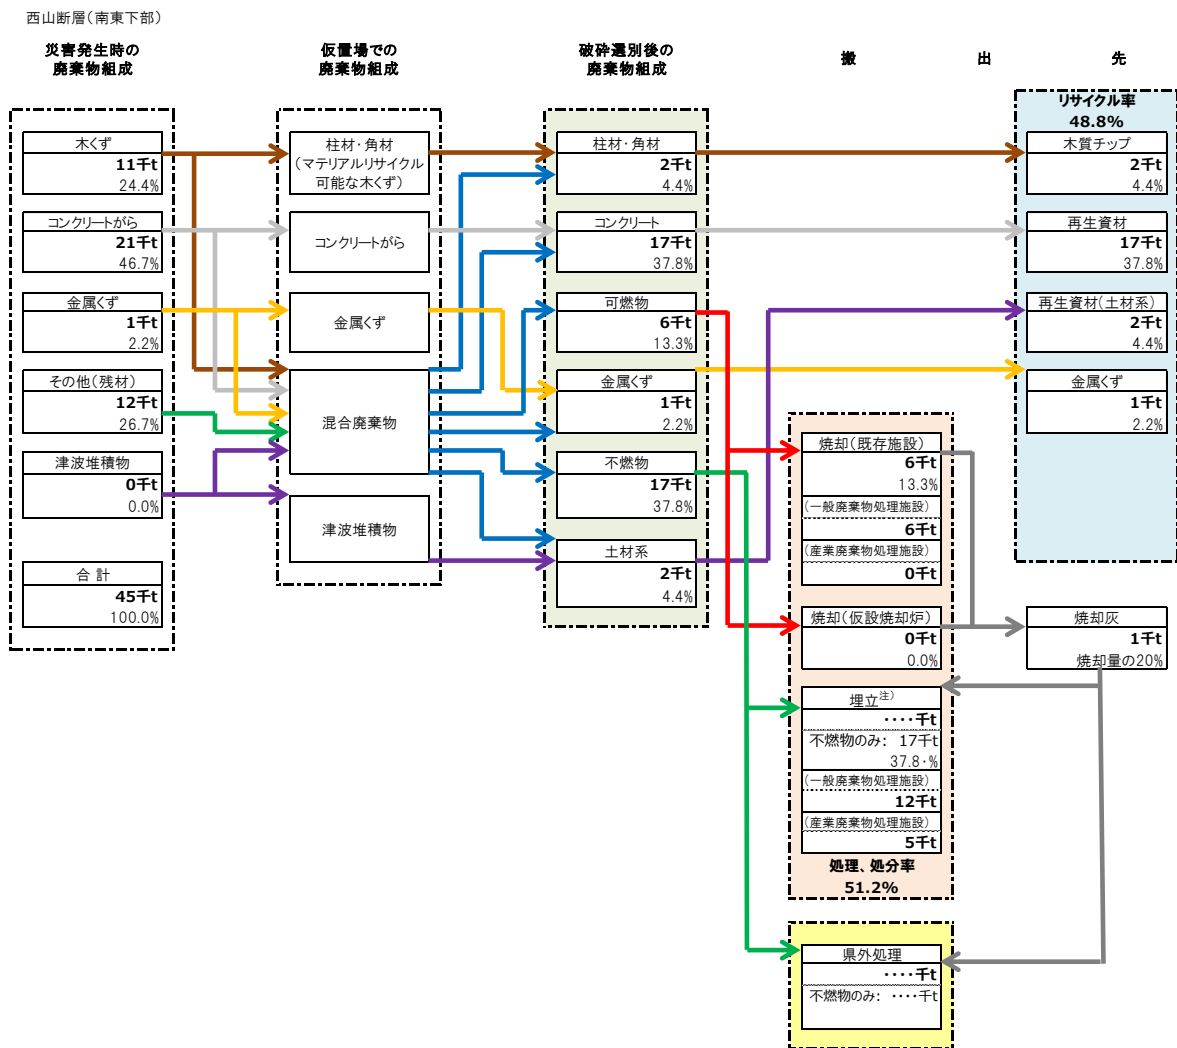 西山断層(南東下部)
災害発生時の
廃棄物組成
仮置場での
廃棄物組成
破砕選別後の
廃棄物組成
搬 出 先
木くず
11千t
24.4%
コンクリートがら
21千t
46.7%
金属くず
1千t
2.2%
その他(残材)
12千t
26.7%
津波堆積物
0千t
0.0%
合 計
45千t
100.0%
柱材・角材
(マテリアルリサイクル
可能な木くず)
コンクリートがら
金属くず
混合廃棄物
津波堆積物
柱材・角材
2千t
4.4%
コンクリート
17千t
37.8%
可燃物
6千t
13.3%
金属くず
1千t
2.2%
不燃物
17千t
37.8%
土材系
2千t
4.4%
焼却(既存施設)
6千t
13.3%
(一般廃棄物処理施設)
6千t
(産業廃棄物処理施設)
0千t
焼却(仮設焼却炉)
0千t
0.0%
埋立注)
‥‥千t
不燃物のみ: 17千t
37.8・%
(一般廃棄物処理施設)
12千t
(産業廃棄物処理施設)
5千t
処理、処分率
51.2%
県外処理
‥‥千t
不燃物のみ: ‥‥千t
リサイクル率
48.8%
木質チップ
2千t
4.4%
再生資材
17千t
37.8%
再生資材(土材系)
2千t
4.4%
金属くず
1千t
2.2%
焼却灰
1千t
焼却量の20%